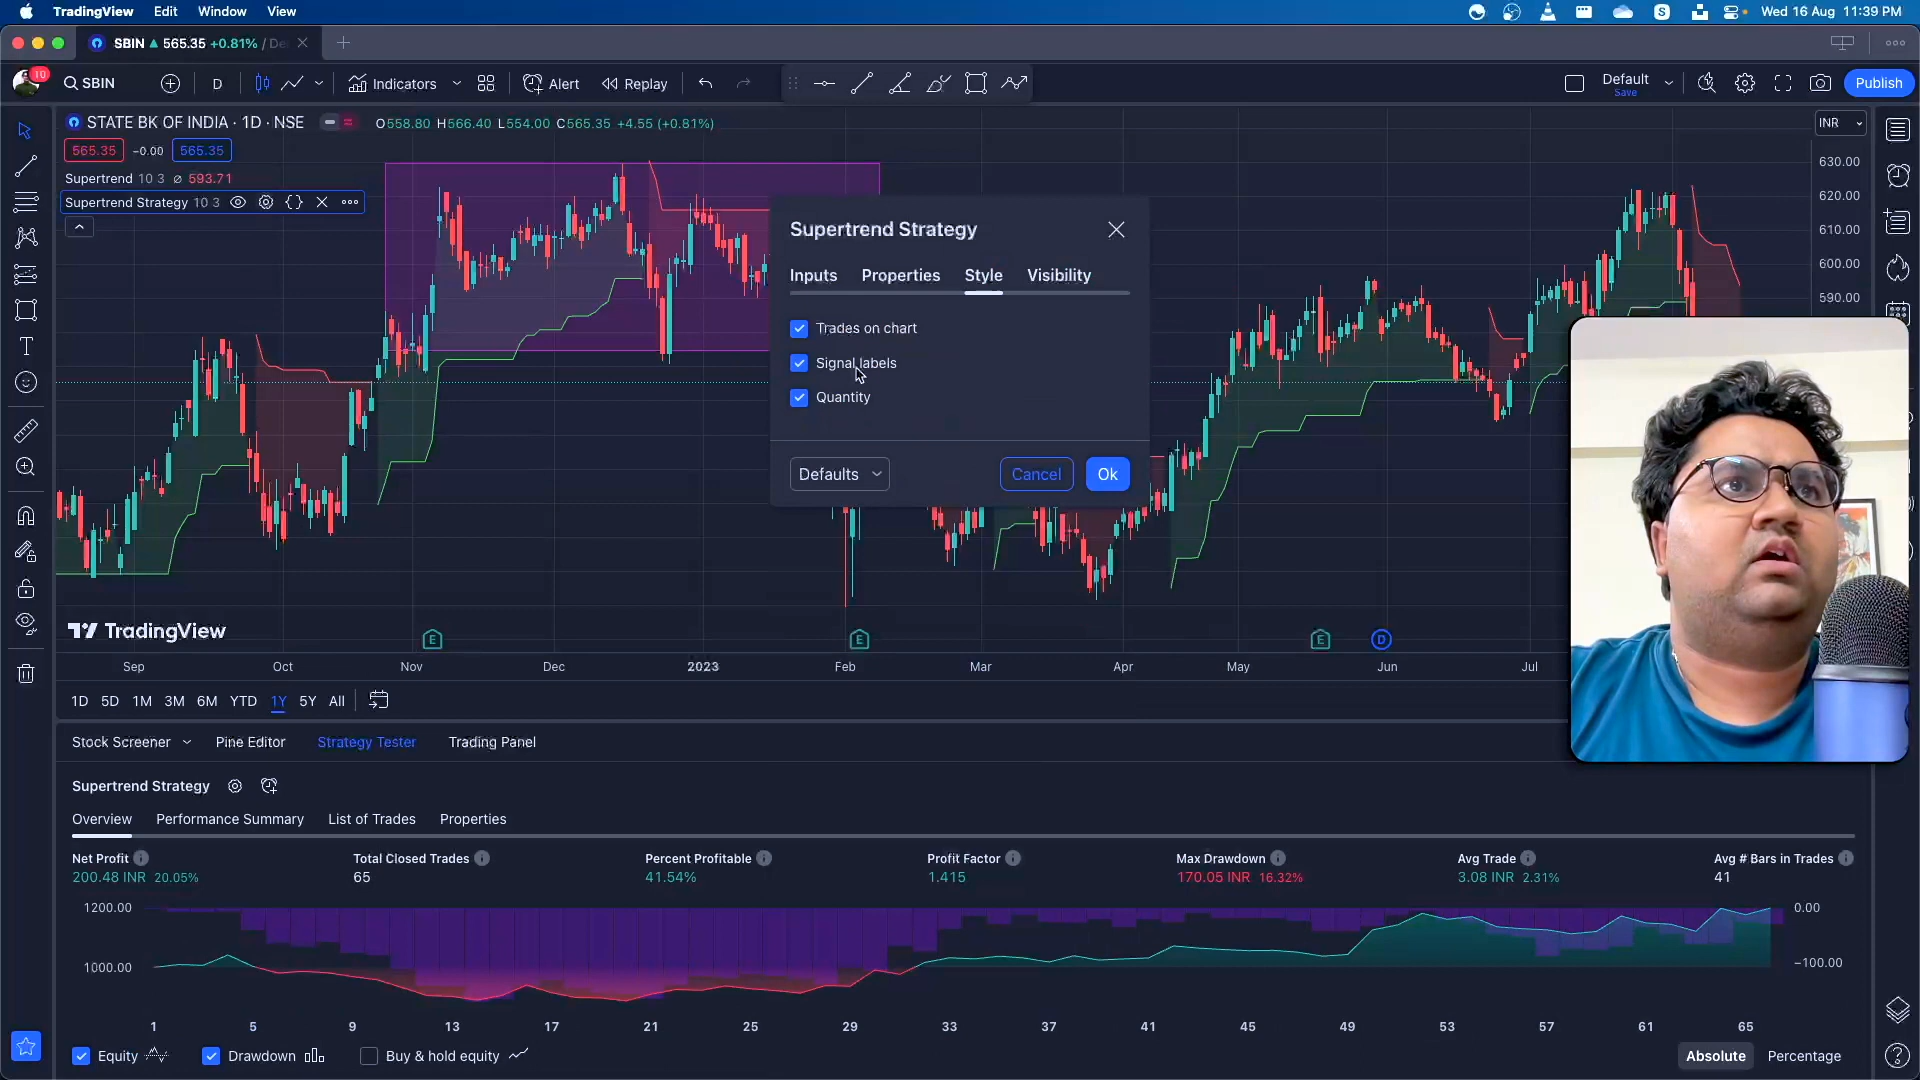 TradingView Edit Window View
Wed 16 Aug 11:39 PM
SBIN 565.35 +0.81% / De
10
SBIN
D
Indicators
Alert
Replay
Default
Save
Publish
STATE BK OF INDIA · 1D · NSE
O558.80 H566.40 L554.00 C565.35 +4.55 (+0.81%)
INR
565.35 −0.00 565.35
Supertrend 10 3 ⌀ 593.71
Supertrend Strategy 10 3
630.00
620.00
610.00
600.00
590.00
Supertrend Strategy
Inputs Properties Style Visibility
Trades on chart
Signal labels
Quantity
Defaults
Cancel
Ok
TradingView
E
E
E
D
Sep Oct Nov Dec 2023 Feb Mar Apr May Jun Jul
1D 5D 1M 3M 6M YTD 1Y 5Y All
Stock Screener Pine Editor Strategy Tester Trading Panel
Supertrend Strategy
Overview Performance Summary List of Trades Properties
Net Profit Total Closed Trades Percent Profitable Profit Factor Max Drawdown Avg Trade Avg # Bars in Trades
200.48 INR 20.05% 65 41.54% 1.415 170.05 INR 16.32% 3.08 INR 2.31% 41
1200.00 0.00
1000.00 −100.00
1 5 9 13 17 21 25 29 33 37 41 45 49 53 57 61 65
Equity Drawdown Buy & hold equity Absolute Percentage